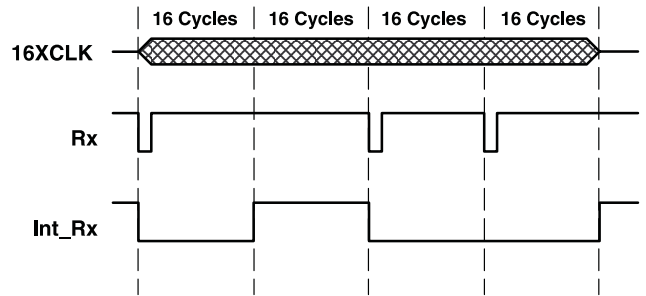 16 Cycles 16 Cycles 16 Cycles 16 Cycles
16XCLK
Rx
Int_Rx